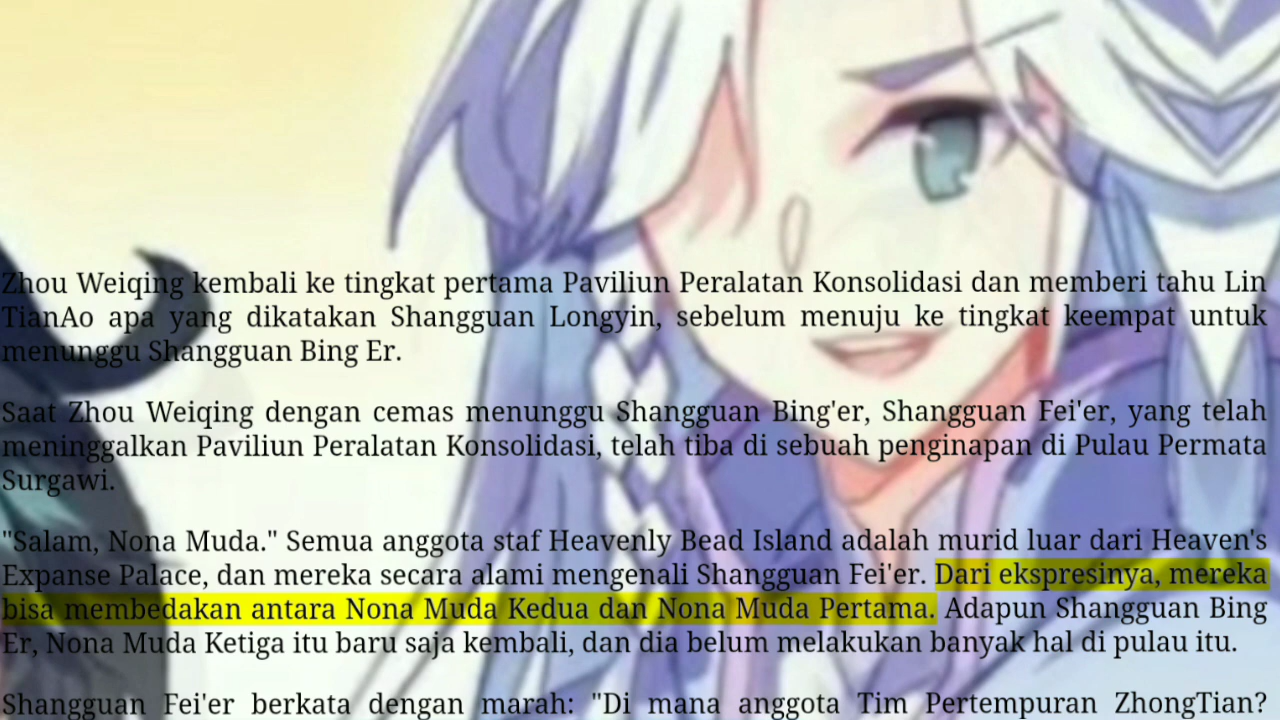 Zhou Weiqing kembali ke tingkat pertama Paviliun Peralatan Konsolidasi dan memberi tahu Lin
TianAo apa yang dikatakan Shangguan Longyin, sebelum menuju ke tingkat keempat untuk
menunggu Shangguan Bing Er.
Saat Zhou Weiqing dengan cemas menunggu Shangguan Bing'er, Shangguan Fei'er, yang telah
meninggalkan Paviliun Peralatan Konsolidasi, telah tiba di sebuah penginapan di Pulau Permata
Surgawi.
"Salam, Nona Muda." Semua anggota staf Heavenly Bead Island adalah murid luar dari Heaven's
Expanse Palace, dan mereka secara alami mengenali Shangguan Fei'er. Dari ekspresinya, mereka
bisa membedakan antara Nona Muda Kedua dan Nona Muda Pertama. Adapun Shangguan Bing
Er, Nona Muda Ketiga itu baru saja kembali, dan dia belum melakukan banyak hal di pulau itu.
Shangguan Fei'er berkata dengan marah: "Di mana anggota Tim Pertempuran ZhongTian?